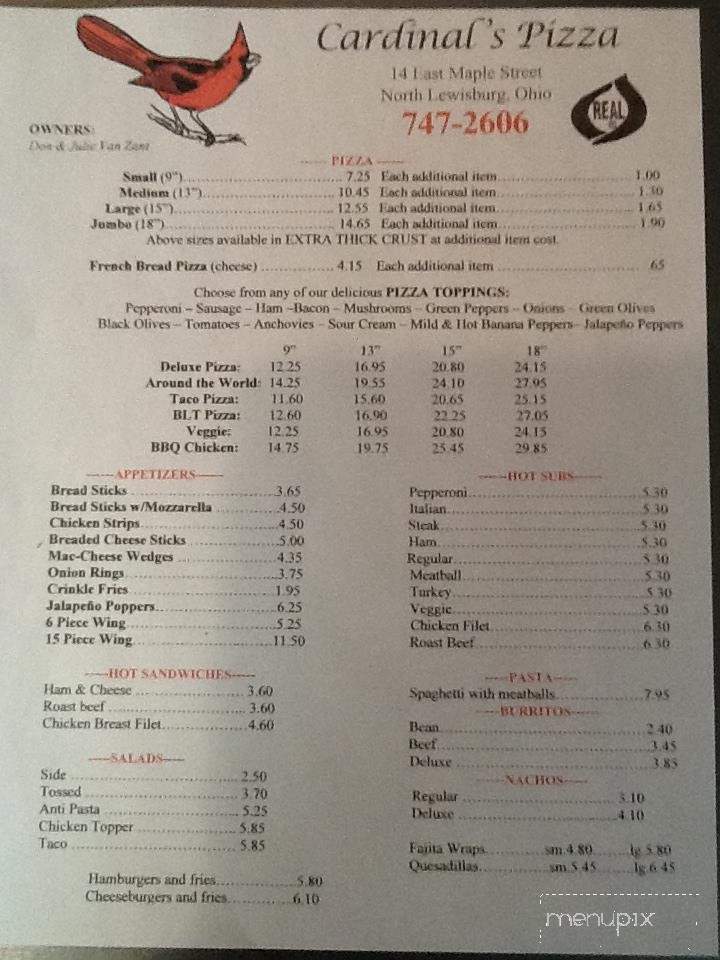 Cardinal's Pizza
14 East Maple Street
North Lewisburg, Ohio
747-2606
REAL
OWNERS:
Don & Julie Van Zant
------ PIZZA ------
Small (9")........ 7.25 Each additional item........ 1.00
Medium (13")........ 10.45 Each additional item........ 1.30
Large (15")........ 12.55 Each additional item........ 1.65
Jumbo (18")........ 14.65 Each additional item........ 1.90
Above sizes available in EXTRA THICK CRUST at additional item cost.
French Bread Pizza (cheese) ........ 4.15 Each additional item ........ 65
Choose from any of our delicious PIZZA TOPPINGS:
Pepperoni – Sausage – Ham –Bacon – Mushrooms – Green Peppers – Onions – Green Olives
Black Olives – Tomatoes – Anchovies – Sour Cream – Mild & Hot Banana Peppers– Jalapeño Peppers
9" 13" 15" 18"
Deluxe Pizza: 12.25 16.95 20.80 24.15
Around the World: 14.25 19.55 24.10 27.95
Taco Pizza: 11.60 15.60 20.65 25.15
BLT Pizza: 12.60 16.90 22.25 27.05
Veggie: 12.25 16.95 20.80 24.15
BBQ Chicken: 14.75 19.75 25.45 29.85
------APPETIZERS------
Bread Sticks ........3.65
Bread Sticks w/Mozzarella ........4.50
Chicken Strips........4.50
Breaded Cheese Sticks ........5.00
Mac-Cheese Wedges ........4.35
Onion Rings........3.75
Crinkle Fries........1.95
Jalapeño Poppers........6.25
6 Piece Wing........5.25
15 Piece Wing........11.50
------HOT SANDWICHES------
Ham & Cheese ........3.60
Roast beef ........3.60
Chicken Breast Filet........4.60
-----SALADS-----
Side ........2.50
Tossed ........3.70
Anti Pasta ........5.25
Chicken Topper ........5.85
Taco ........5.85
Hamburgers and fries........5.80
Cheeseburgers and fries........6.10
------HOT SUBS------
Pepperoni........5.30
Italian........5.30
Steak........5.30
Ham........5.30
Regular........5.30
Meatball........5.30
Turkey........5.30
Veggie........5.30
Chicken Filet........6.30
Roast Beef........6.30
-----PASTA-----
Spaghetti with meatballs........7.95
------BURRITOS------
Bean........2.40
Beef........3.45
Deluxe ........3.85
------NACHOS------
Regular ........3.10
Deluxe ........4.10
Fajita Wraps........sm.4.80........lg.5.80
Quesadillas........sm.5.45........lg.6.45
menupix